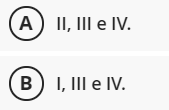 A II, III e IV.
B I, III e IV.